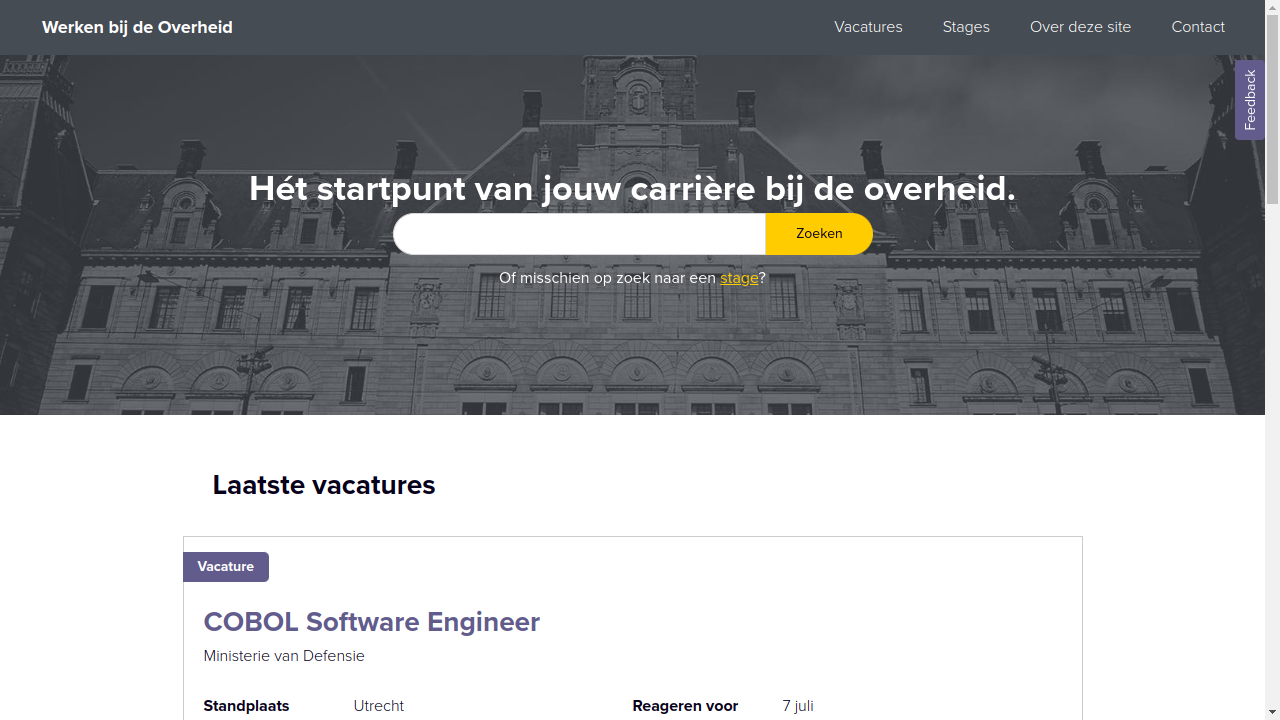 Werken bij de Overheid
Vacatures
Stages
Over deze site
Contact
Feedback
Hét startpunt van jouw carrière bij de overheid.
Zoeken
Of misschien op zoek naar een stage?
Laatste vacatures
Vacature
COBOL Software Engineer
Ministerie van Defensie
Standplaats Utrecht Reageren voor 7 juli